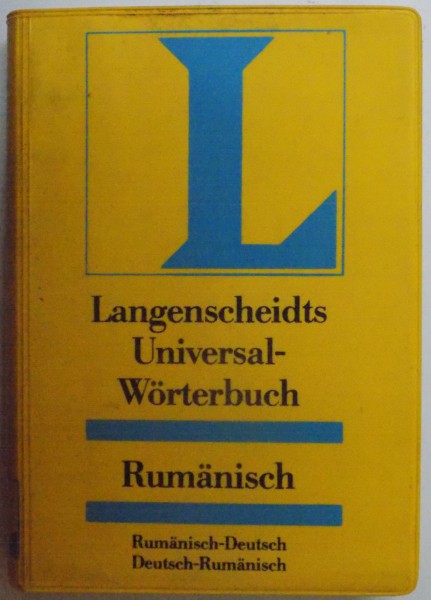 L
Langenscheidts
Universal-
Wörterbuch
Rumänisch
Rumänisch-Deutsch
Deutsch-Rumänisch